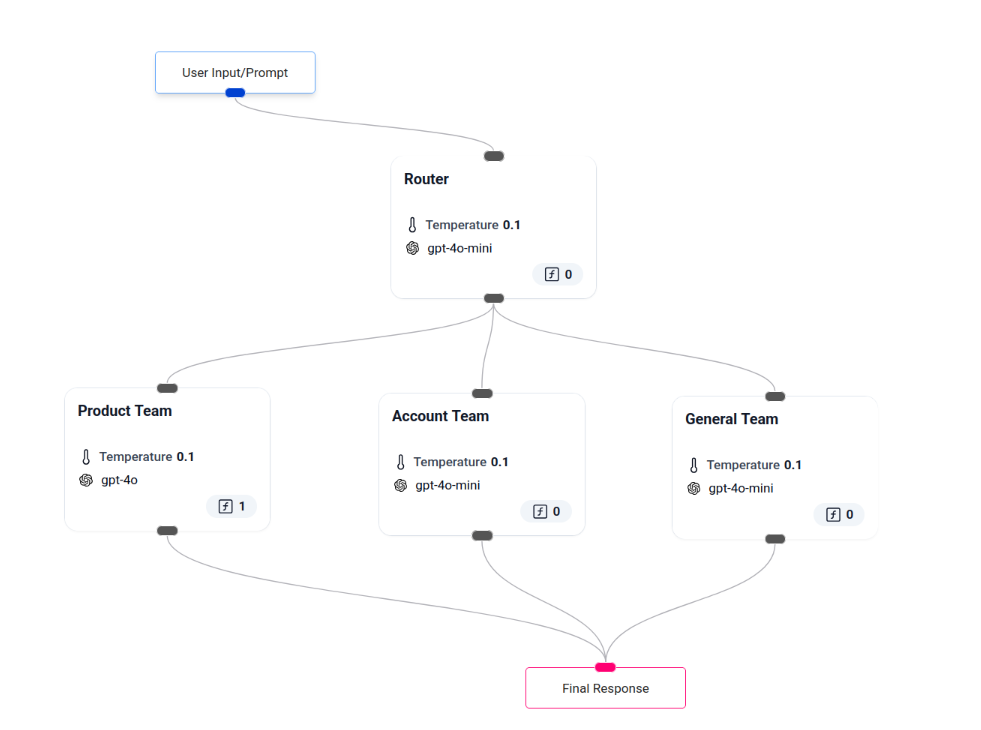 User Input/Prompt
Router
Temperature 0.1
gpt-4o-mini
0
Product Team
Temperature 0.1
gpt-4o
1
Account Team
Temperature 0.1
gpt-4o-mini
0
General Team
Temperature 0.1
gpt-4o-mini
0
Final Response